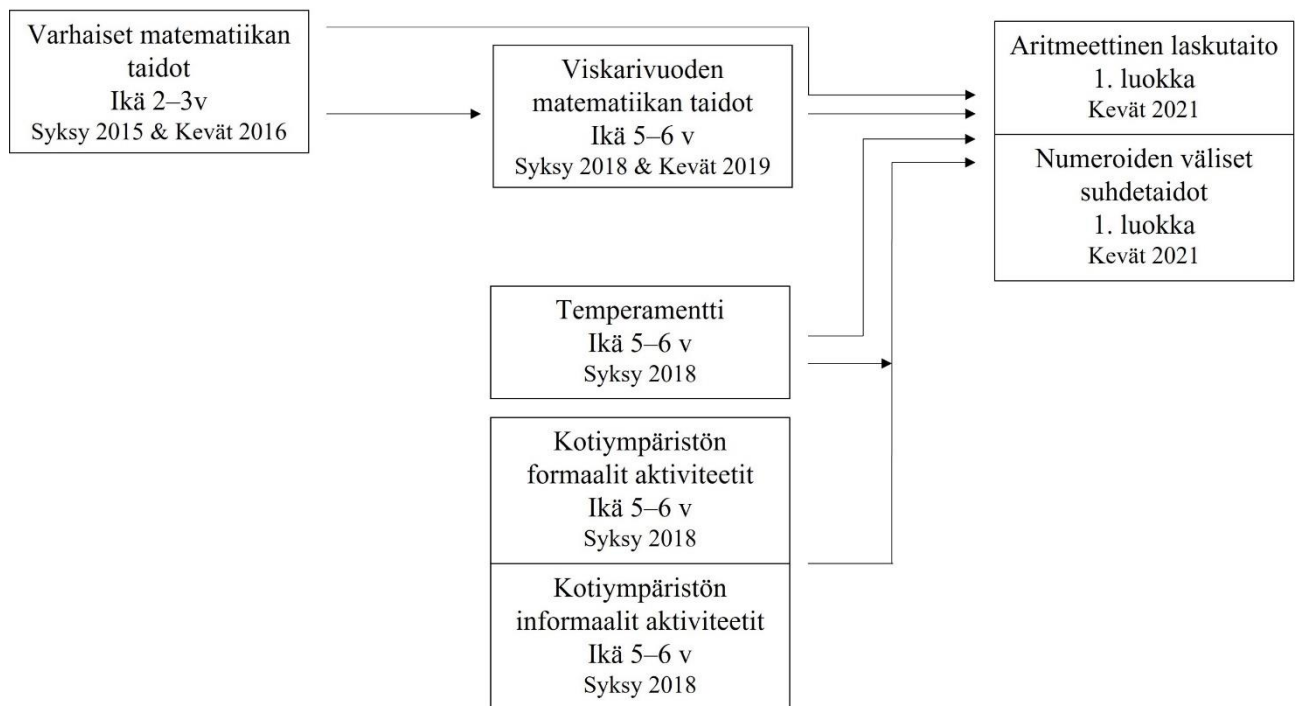 Varhaiset matematiikan
taidot
Ikä 2–3v
Syksy 2015 & Kevät 2016
Viskarivuoden
matematiikan taidot
Ikä 5–6 v
Syksy 2018 & Kevät 2019
Aritmeettinen laskutaito
1. luokka
Kevät 2021
Numeroiden väliset
suhdetaidot
1. luokka
Kevät 2021
Temperamentti
Ikä 5–6 v
Syksy 2018
Kotiympäristön
formaalit aktiviteetit
Ikä 5–6 v
Syksy 2018
Kotiympäristön
informaalit aktiviteetit
Ikä 5–6 v
Syksy 2018